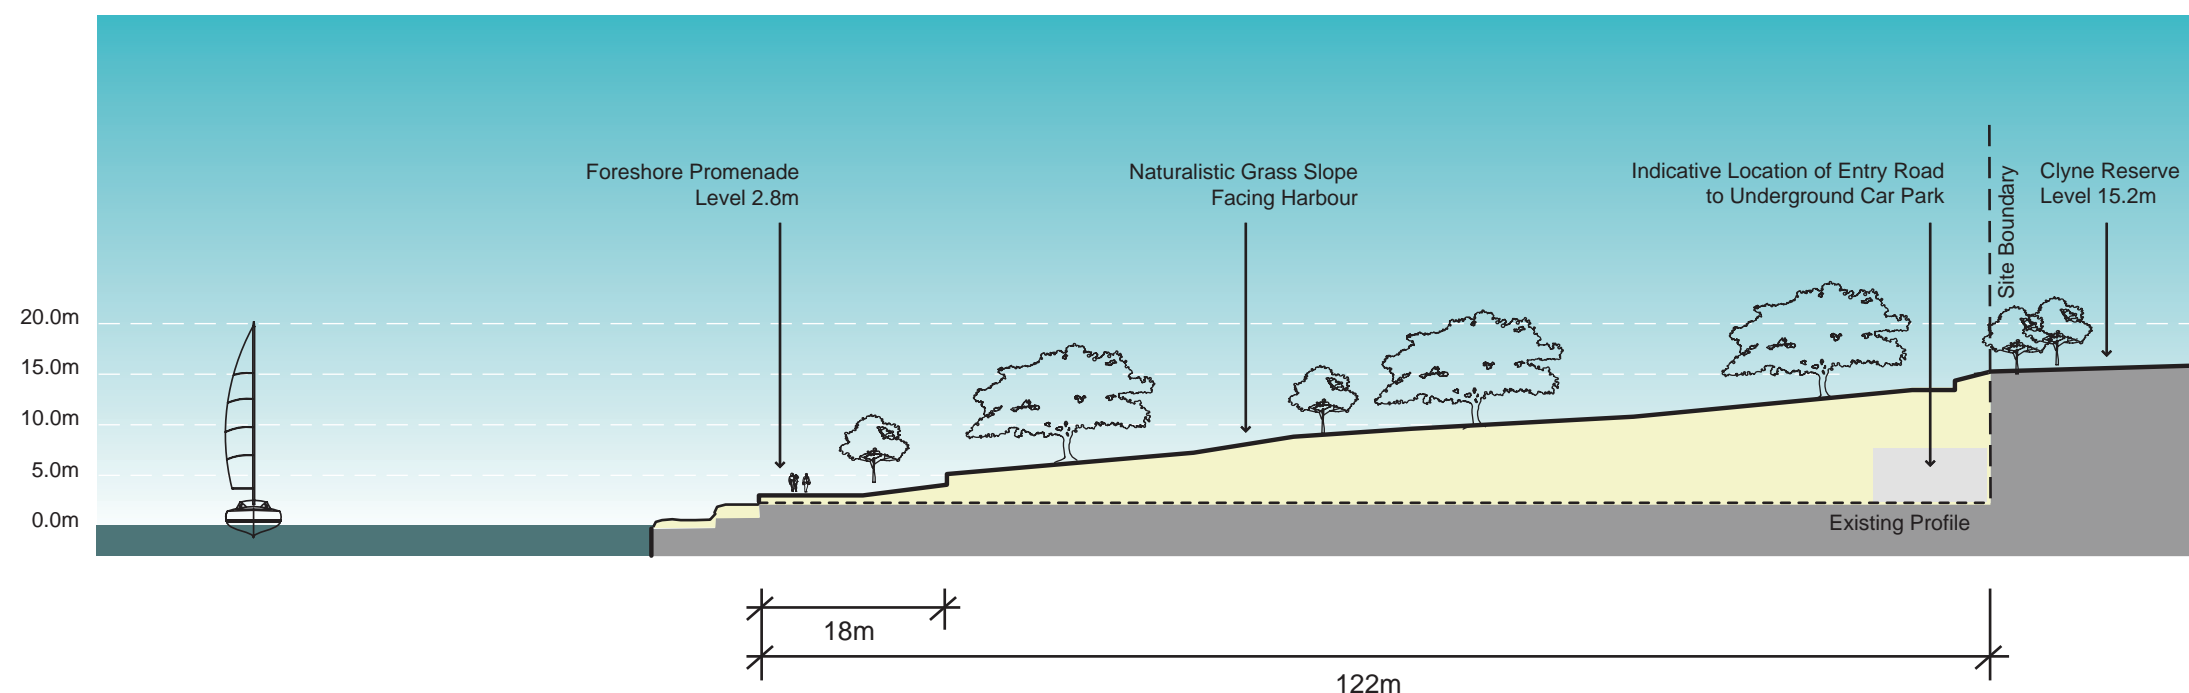 Foreshore Promenade
Level 2.8m
Naturalistic Grass Slope
Facing Harbour
Indicative Location of Entry Road
to Underground Car Park
Site Boundary
Clyne Reserve
Level 15.2m
20.0m
15.0m
10.0m
5.0m
0.0m
Existing Profile
18m
122m